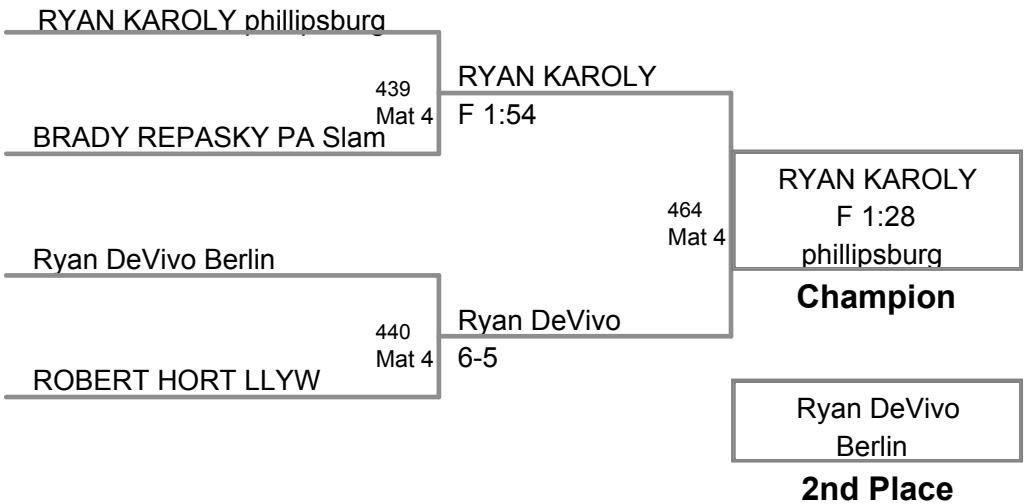 RYAN KAROLY phillipsburg
439
Mat 4
RYAN KAROLY
F 1:54
BRADY REPASKY PA Slam
464
Mat 4
RYAN KAROLY
F 1:28
phillipsburg
Champion
Ryan DeVivo Berlin
440
Mat 4
Ryan DeVivo
6-5
ROBERT HORT LLYW
Ryan DeVivo
Berlin
2nd Place